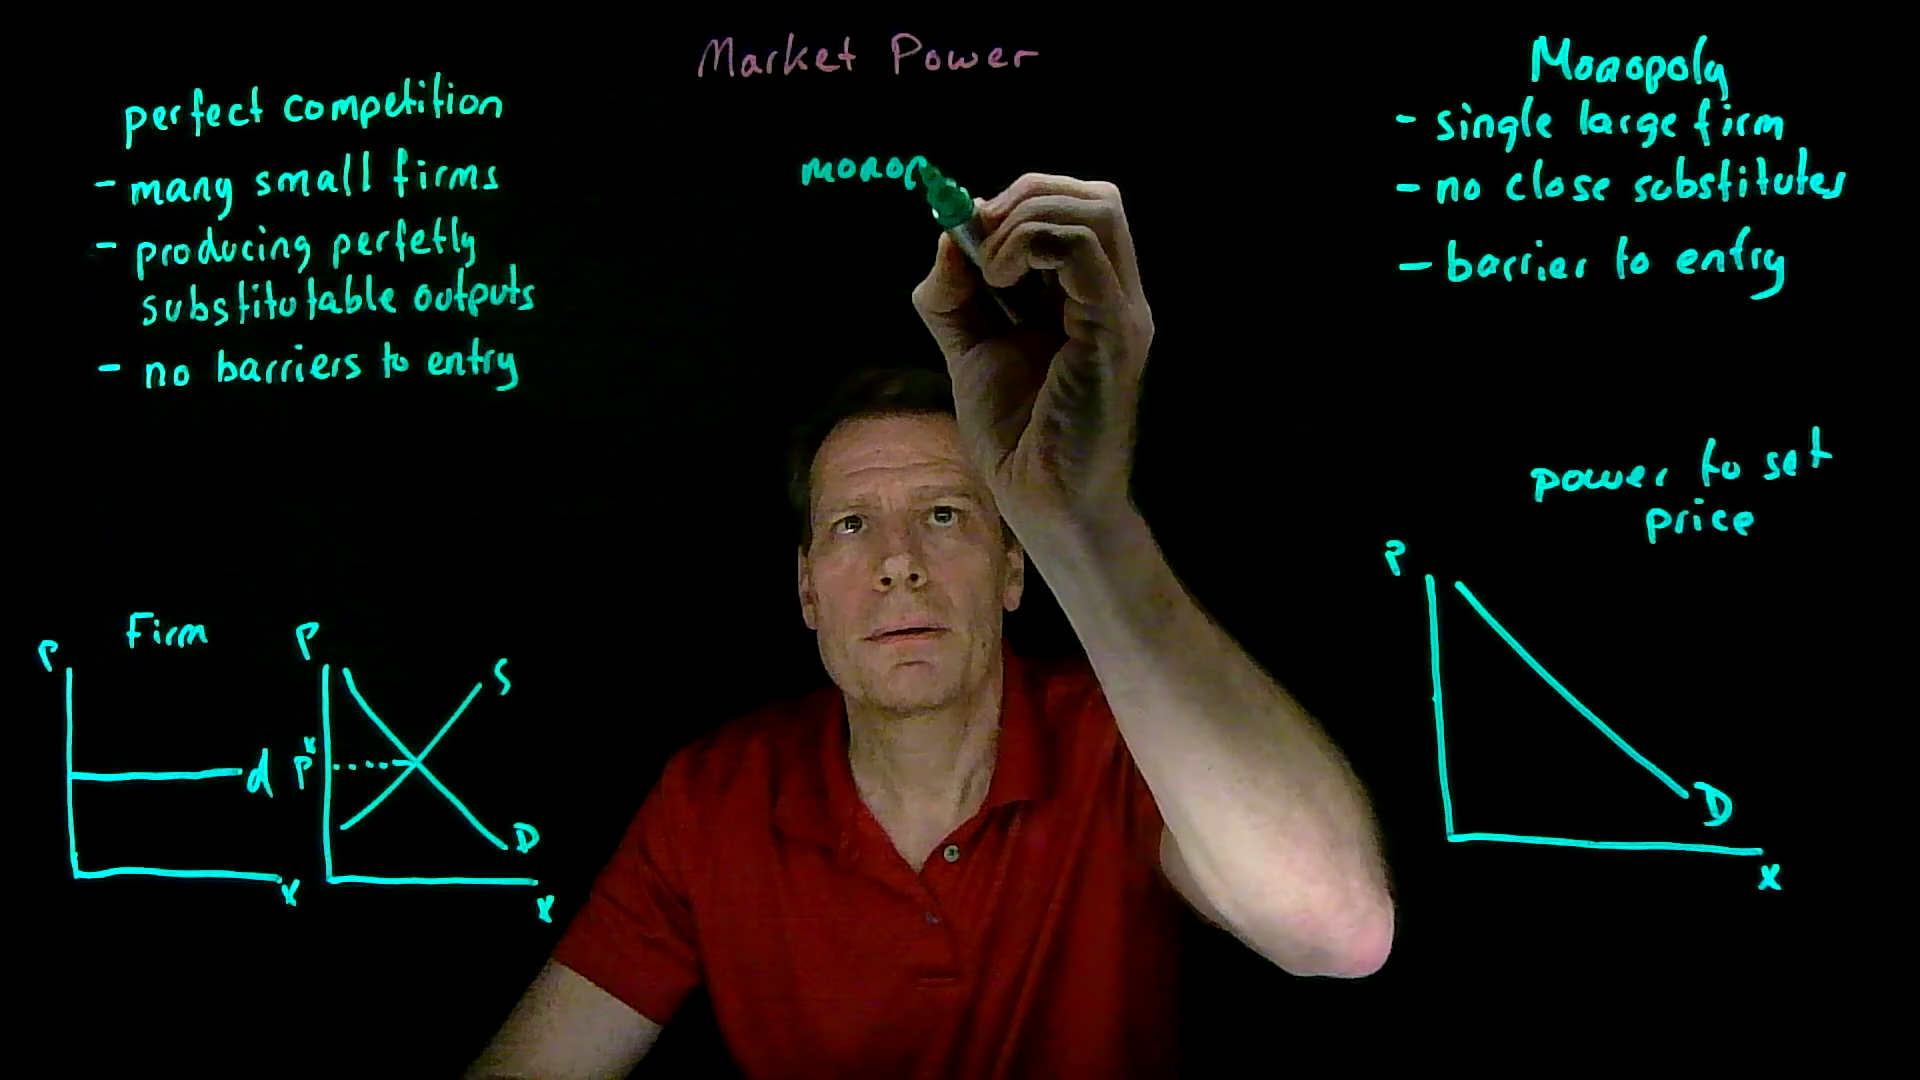 Market Power
perfect competition
- many small firms
- producing perfetly
substitutable outputs
- no barriers to entry
monop
Monopoly
- single large firm
- no close substitutes
- barrier to entry
power to set
price
Firm
P
d
x
P
S
p*
D
x
P
D
x